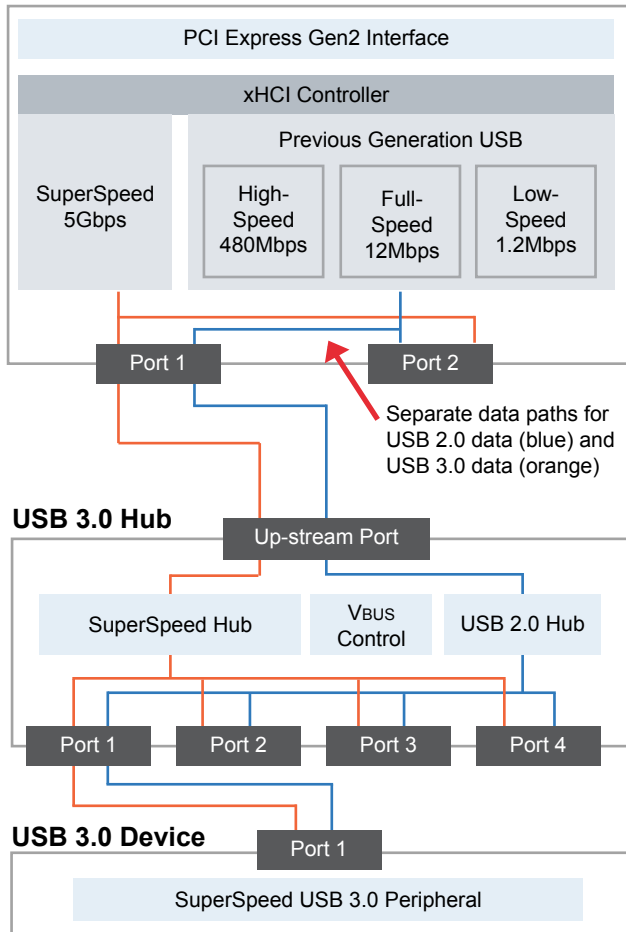 PCI Express Gen2 Interface
xHCI Controller
SuperSpeed
5Gbps
Previous Generation USB
High-
Speed
480Mbps
Full-
Speed
12Mbps
Low-
Speed
1.2Mbps
Port 1
Port 2
Separate data paths for
USB 2.0 data (blue) and
USB 3.0 data (orange)
USB 3.0 Hub
Up-stream Port
SuperSpeed Hub
VBUS
Control
USB 2.0 Hub
Port 1
Port 2
Port 3
Port 4
USB 3.0 Device
Port 1
SuperSpeed USB 3.0 Peripheral